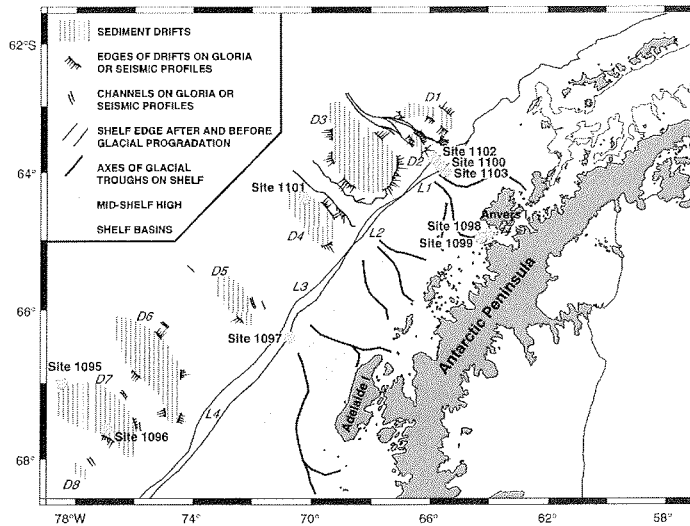 62°S
64°
66°
68°
SEDIMENT DRIFTS
EDGES OF DRIFTS ON GLORIA
OR SEISMIC PROFILES
CHANNELS ON GLORIA OR
SEISMIC PROFILES
SHELF EDGE AFTER AND BEFORE
GLACIAL PROGRADATION
AXES OF GLACIAL
TROUGHS ON SHELF
MID-SHELF HIGH
SHELF BASINS
D1
D3
D2
Site 1102
Site 1100
Site 1103
L1
Site 1101
Anvers I
Site 1098
Site 1099
D4
L2
D5
L3
D6
Site 1097
Antarctic Peninsula
Site 1095
D7
Adelaide I
L4
Site 1096
D8
78°W
74°
70°
66°
62°
58°